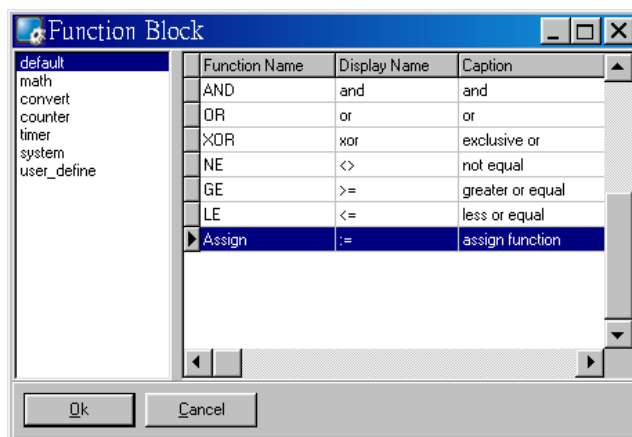 Function Block
default
math
convert
counter
timer
system
user_define
Function Name Display Name Caption
AND and and
OR or or
XOR xor exclusive or
NE <> not equal
GE >= greater or equal
LE <= less or equal
Assign := assign function
Ok Cancel